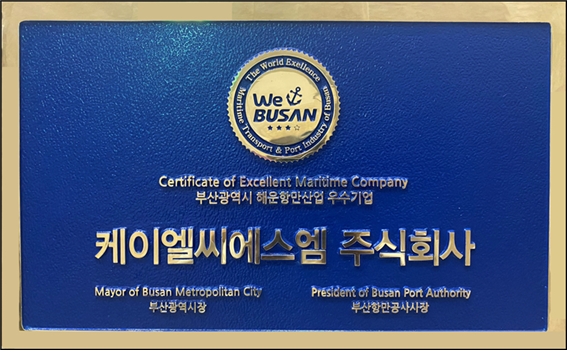 The World Exellence
We BUSAN
Maritime Transport & Port Industry of Busan
Certificate of Excellent Maritime Company
부산광역시 해운항만산업 우수기업
케이엘씨에스엠 주식회사
Mayor of Busan Metropolitan City
부산광역시장
President of Busan Port Authority
부산항만공사사장